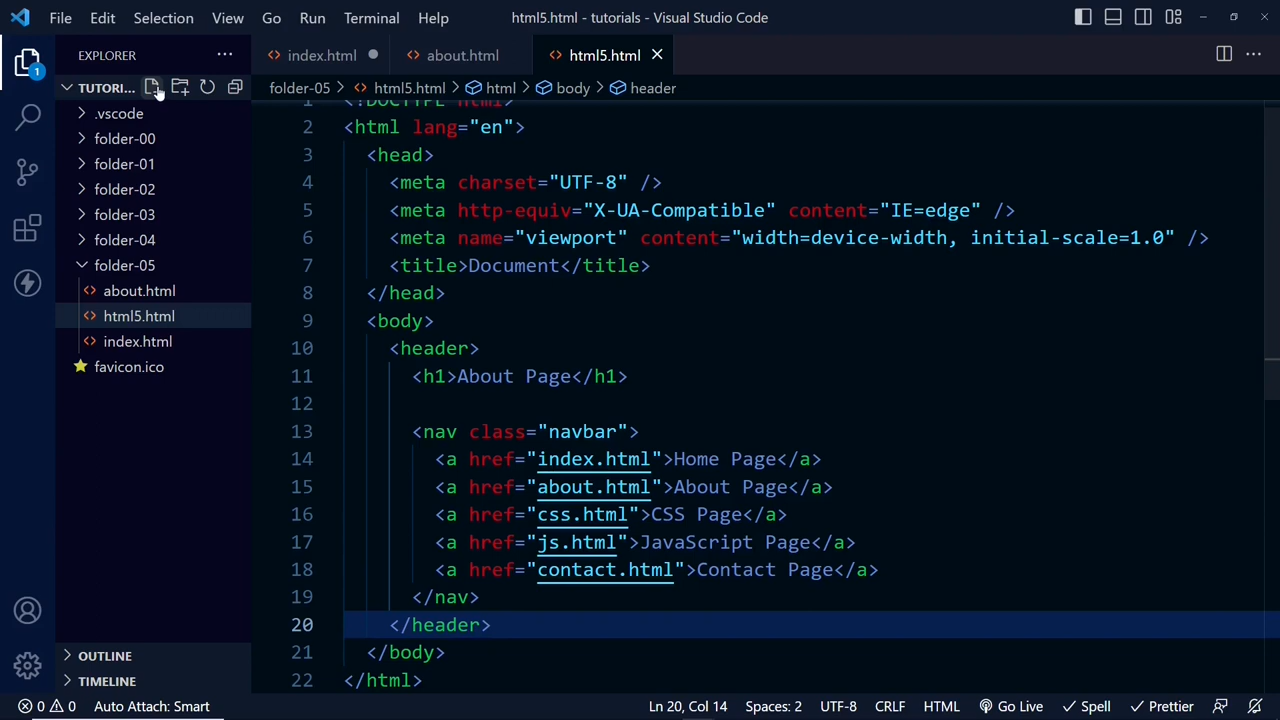 File Edit Selection View Go Run Terminal Help html5.html - tutorials - Visual Studio Code
EXPLORER
index.html about.html html5.html
1
TUTORI...
folder-05 > html5.html > html > body > header
.vscode
folder-00
folder-01
folder-02
folder-03
folder-04
folder-05
about.html
html5.html
index.html
favicon.ico
OUTLINE
TIMELINE
1 <!DOCTYPE html>
2 <html lang="en">
3 <head>
4 <meta charset="UTF-8" />
5 <meta http-equiv="X-UA-Compatible" content="IE=edge" />
6 <meta name="viewport" content="width=device-width, initial-scale=1.0" />
7 <title>Document</title>
8 </head>
9 <body>
10 <header>
11 <h1>About Page</h1>
12
13 <nav class="navbar">
14 <a href="index.html">Home Page</a>
15 <a href="about.html">About Page</a>
16 <a href="css.html">CSS Page</a>
17 <a href="js.html">JavaScript Page</a>
18 <a href="contact.html">Contact Page</a>
19 </nav>
20 </header>
21 </body>
22 </html>
0 0 Auto Attach: Smart Ln 20, Col 14 Spaces: 2 UTF-8 CRLF HTML Go Live Spell Prettier